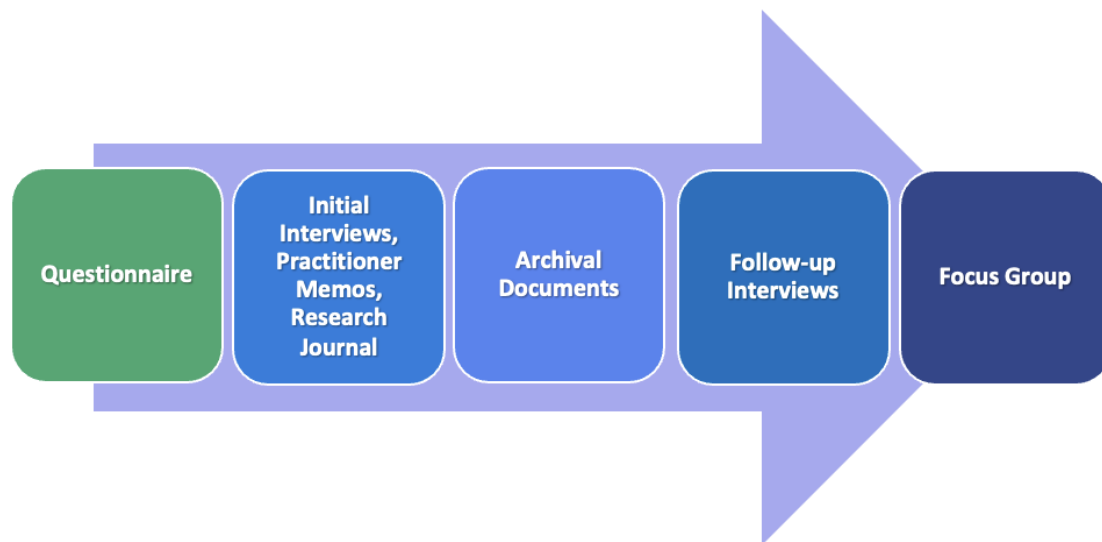 Questionnaire
Initial
Interviews,
Practitioner
Memos,
Research
Journal
Archival
Documents
Follow-up
Interviews
Focus Group